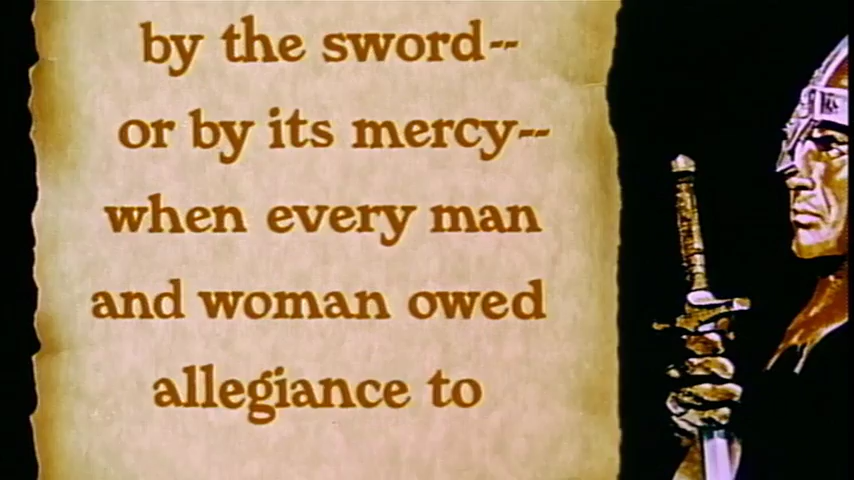 by the sword--
or by its mercy--
when every man
and woman owed
allegiance to